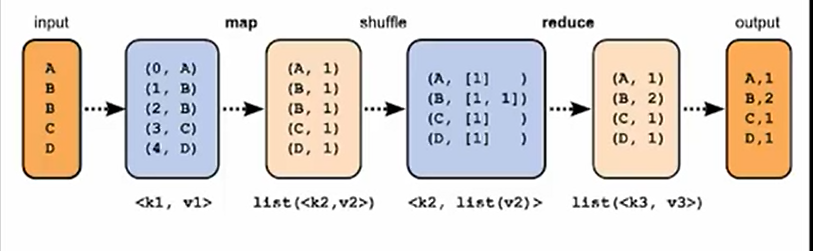 input
map
shuffle
reduce
output
A
B
B
C
D
(0, A)
(1, B)
(2, B)
(3, C)
(4, D)
(A, 1)
(B, 1)
(B, 1)
(C, 1)
(D, 1)
(A, [1]    )
(B, [1, 1])
(C, [1]    )
(D, [1]    )
(A, 1)
(B, 2)
(C, 1)
(D, 1)
A,1
B,2
C,1
D,1
<k1, v1>
list(<k2,v2>)
<k2, list(v2)>
list(<k3, v3>)